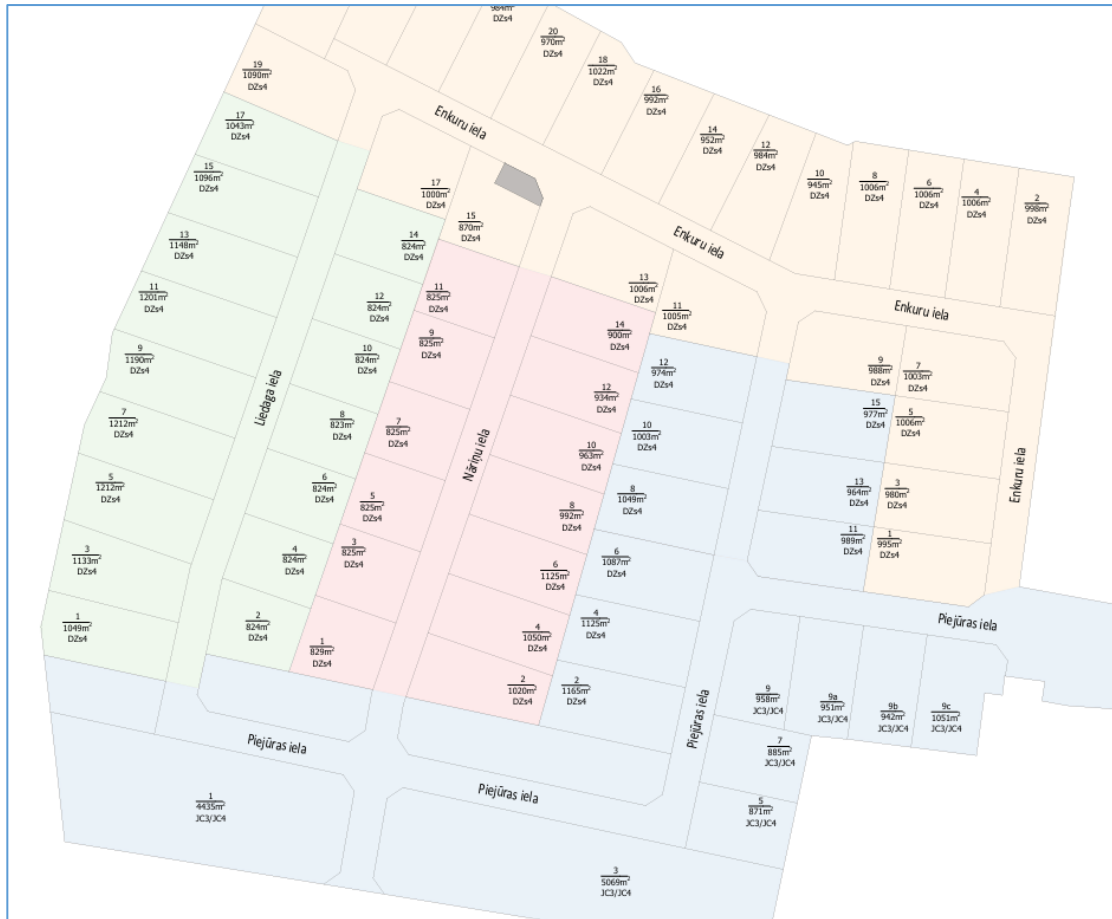 984m²
DZs4
20
970m²
DZs4
18
1022m²
DZs4
16
992m²
DZs4
14
952m²
DZs4
12
984m²
DZs4
10
945m²
DZs4
8
1006m²
DZs4
6
1006m²
DZs4
4
1006m²
DZs4
2
998m²
DZs4
19
1090m²
DZs4
Enkuru iela
17
1043m²
DZs4
15
1096m²
DZs4
13
1148m²
DZs4
11
1201m²
DZs4
9
1190m²
DZs4
7
1212m²
DZs4
5
1212m²
DZs4
3
1133m²
DZs4
1
1049m²
DZs4
Liedaga iela
17
1000m²
DZs4
15
870m²
DZs4
14
824m²
DZs4
12
824m²
DZs4
10
824m²
DZs4
8
823m²
DZs4
6
824m²
DZs4
4
824m²
DZs4
2
824m²
DZs4
11
825m²
DZs4
9
825m²
DZs4
7
825m²
DZs4
5
825m²
DZs4
3
825m²
DZs4
1
829m²
DZs4
Nāriņu iela
Enkuru iela
13
1006m²
DZs4
11
1005m²
DZs4
14
900m²
DZs4
12
934m²
DZs4
10
963m²
DZs4
8
992m²
DZs4
6
1125m²
DZs4
4
1050m²
DZs4
2
1020m²
DZs4
12
974m²
DZs4
10
1003m²
DZs4
8
1049m²
DZs4
6
1087m²
DZs4
4
1125m²
DZs4
2
1165m²
DZs4
Enkuru iela
9
988m²
DZs4
7
1003m²
DZs4
15
977m²
DZs4
5
1006m²
DZs4
13
964m²
DZs4
3
980m²
DZs4
11
989m²
DZs4
1
995m²
DZs4
Enkuru iela
Piejūras iela
9
958m²
JC3/JC4
9a
951m²
JC3/JC4
9b
942m²
JC3/JC4
9c
1051m²
JC3/JC4
Piejūras iela
7
885m²
JC3/JC4
5
871m²
JC3/JC4
Piejūras iela
Piejūras iela
1
4435m²
JC3/JC4
3
5069m²
JC3/JC4